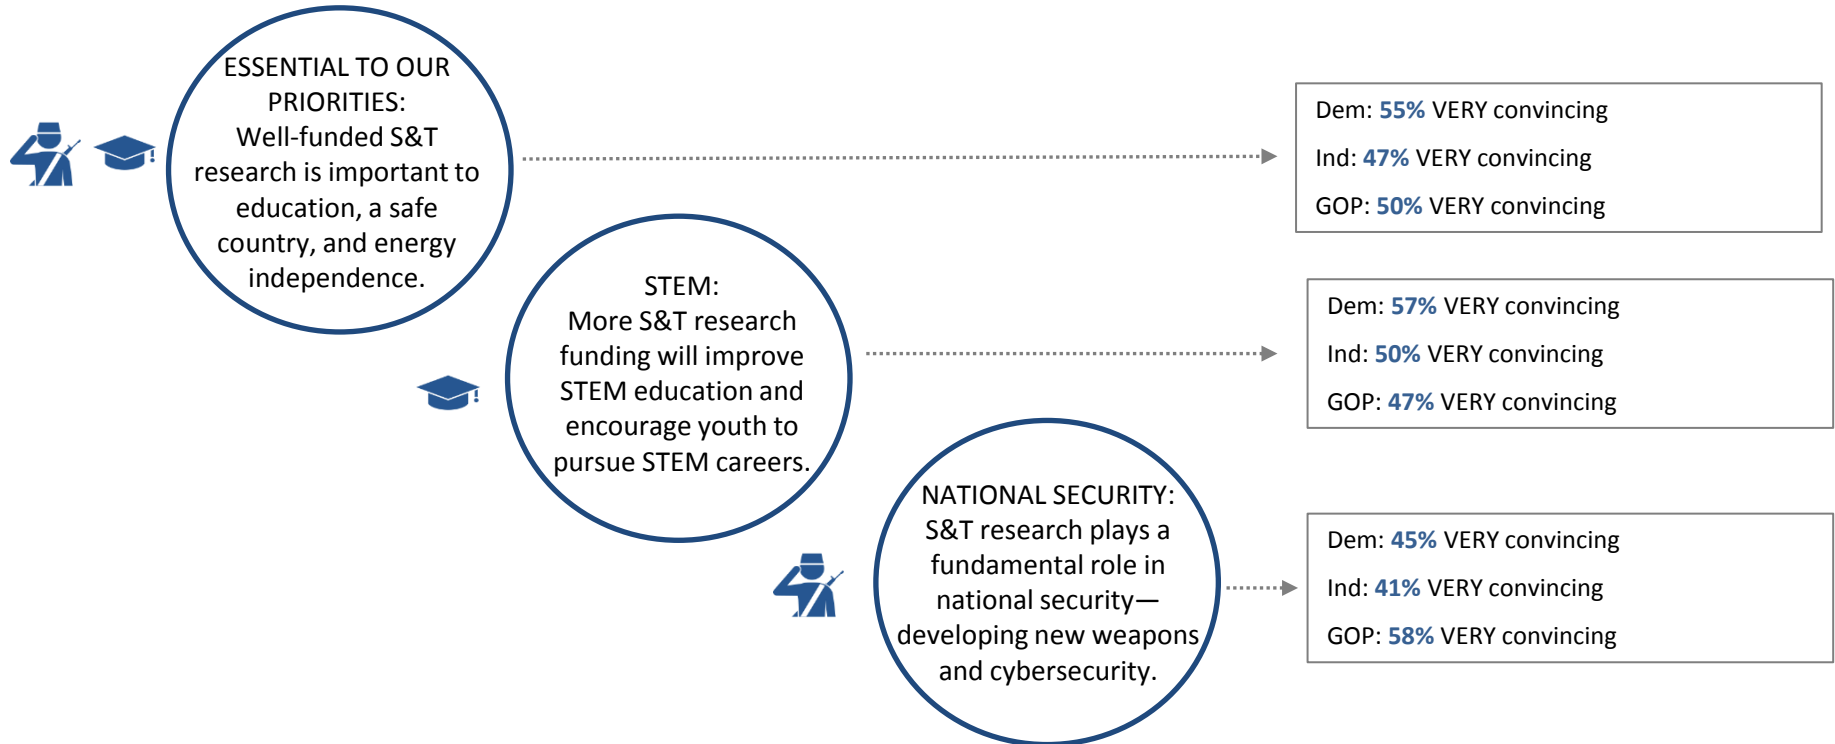 ESSENTIAL TO OUR
PRIORITIES:
Well-funded S&T
research is important to
education, a safe
country, and energy
independence.
Dem: 55% VERY convincing
Ind: 47% VERY convincing
GOP: 50% VERY convincing
STEM:
More S&T research
funding will improve
STEM education and
encourage youth to
pursue STEM careers.
Dem: 57% VERY convincing
Ind: 50% VERY convincing
GOP: 47% VERY convincing
NATIONAL SECURITY:
S&T research plays a
fundamental role in
national security—
developing new weapons
and cybersecurity.
Dem: 45% VERY convincing
Ind: 41% VERY convincing
GOP: 58% VERY convincing